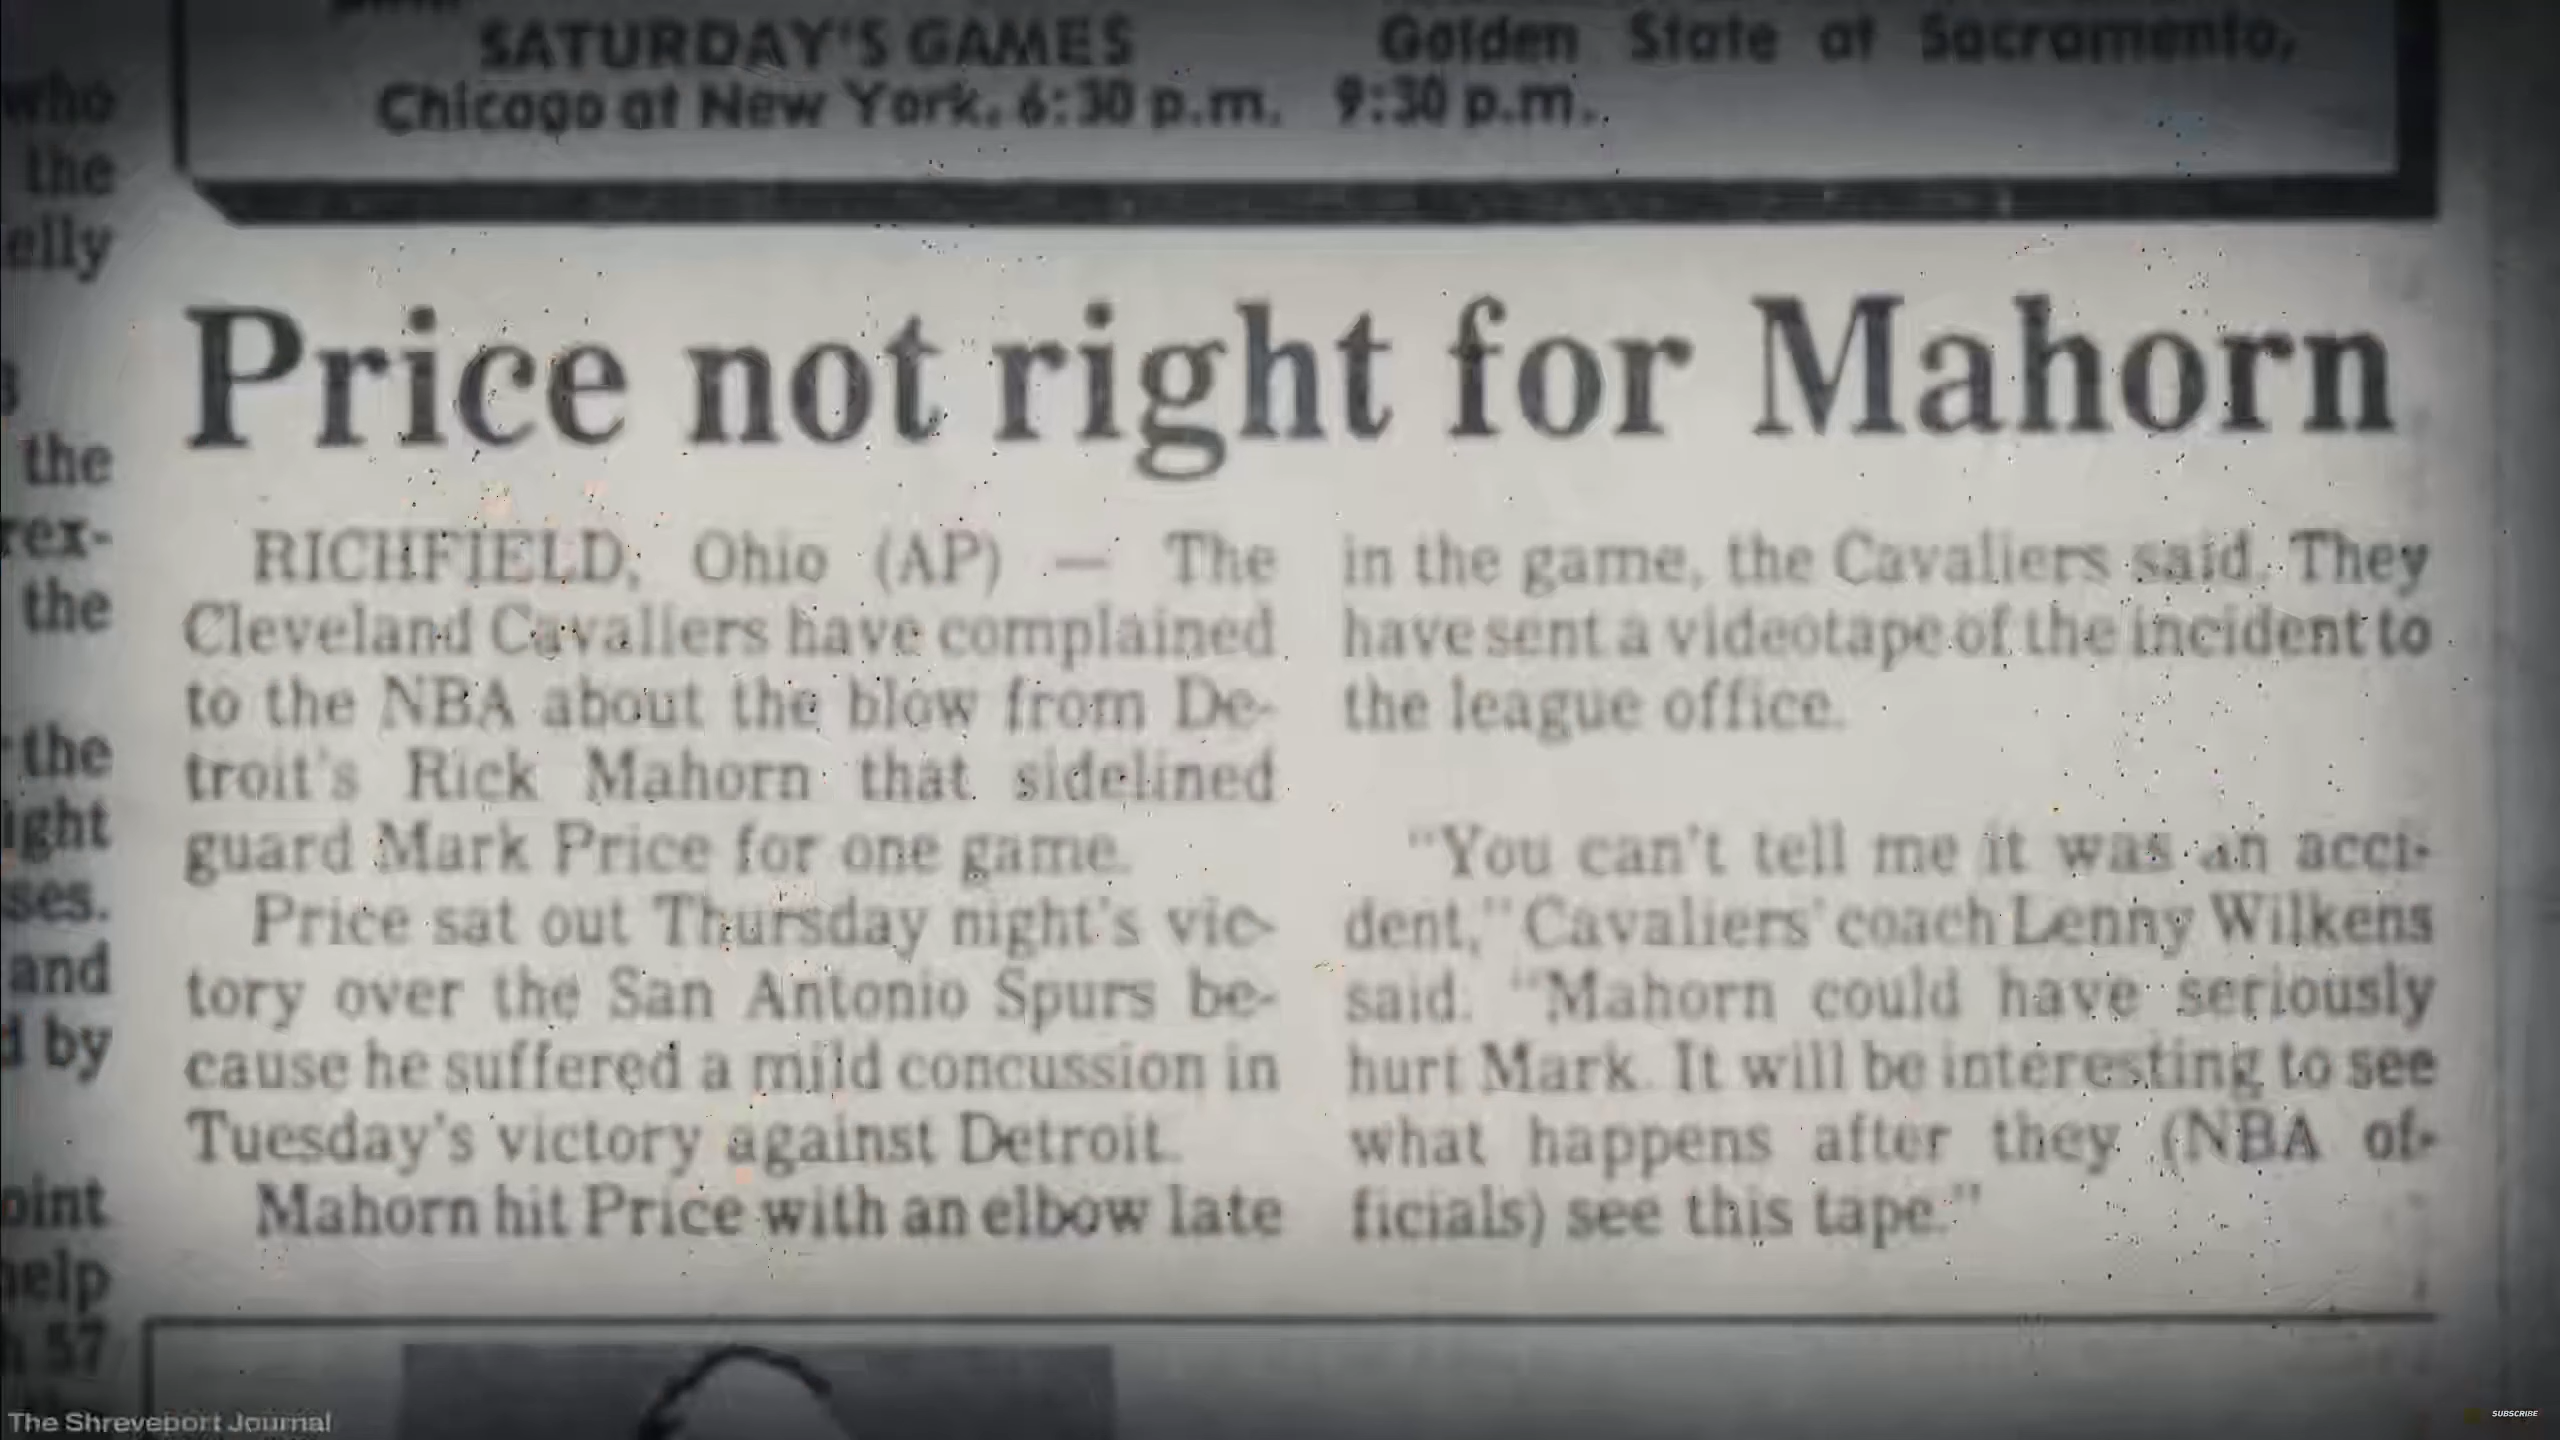 SATURDAY'S GAMES
Chicago at New York, 6:30 p.m.
Golden State at Sacramento,
9:30 p.m.
who
the
elly
the
rex-
the
the
ight
ses.
and
d by
oint
help
57
Price not right for Mahorn
RICHFIELD, Ohio (AP) — The
Cleveland Cavaliers have complained
to the NBA about the blow from De-
troit's Rick Mahorn that sidelined
guard Mark Price for one game.
Price sat out Thursday night's vic-
tory over the San Antonio Spurs be-
cause he suffered a mild concussion in
Tuesday's victory against Detroit.
Mahorn hit Price with an elbow late
in the game, the Cavaliers said. They
have sent a videotape of the incident to
the league office.
"You can't tell me it was an acci-
dent," Cavaliers' coach Lenny Wilkens
said. "Mahorn could have seriously
hurt Mark. It will be interesting to see
what happens after they (NBA of-
ficials) see this tape."
The Shreveport Journal
SUBSCRIBE